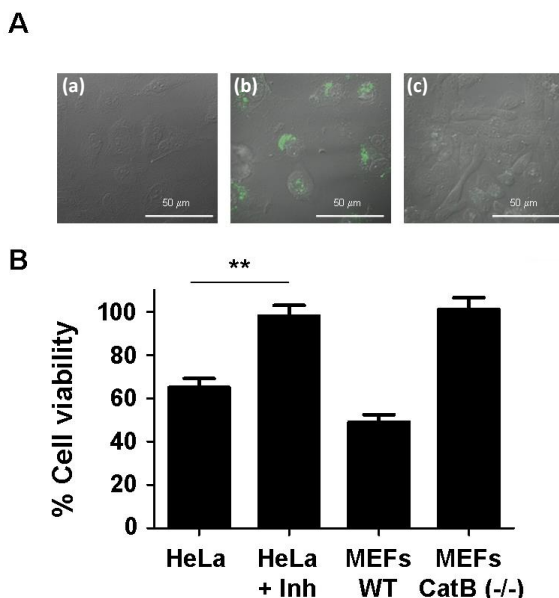 A
(a)
(b)
(c)
50 μm
50 μm
50 μm
B
**
% Cell viability
100
80
60
40
20
0
HeLa
HeLa
+ Inh
MEFs
WT
MEFs
CatB (-/-)